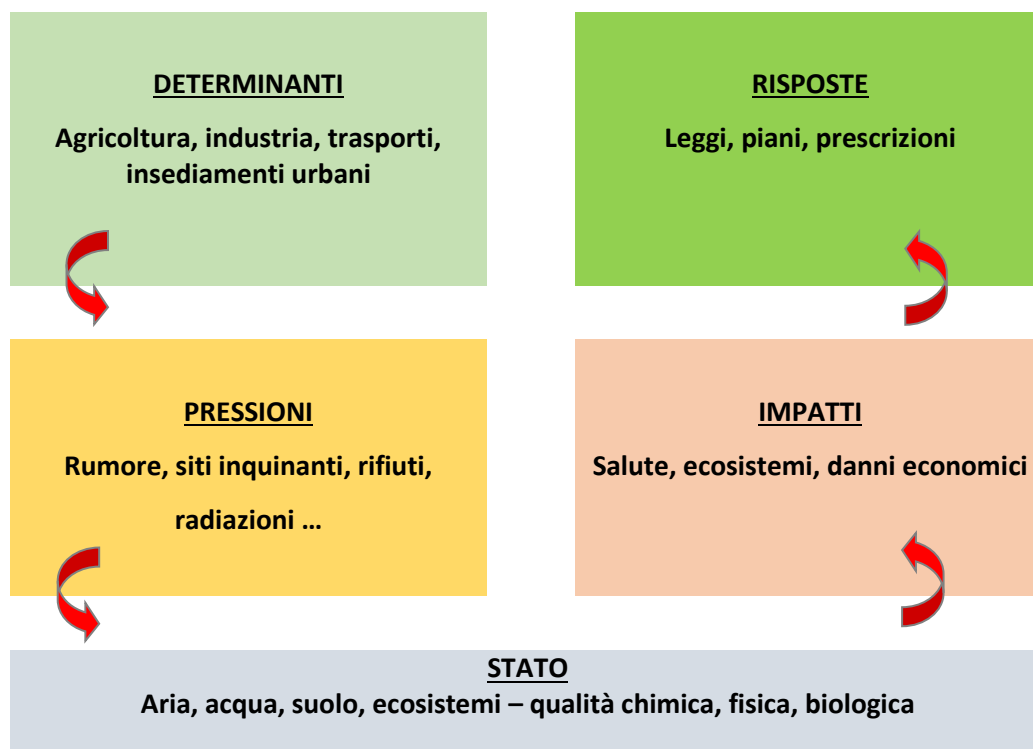 DETERMINANTI
Agricoltura, industria, trasporti,
insediamenti urbani
RISPOSTE
Leggi, piani, prescrizioni
PRESSIONI
Rumore, siti inquinanti, rifiuti,
radiazioni ...
IMPATTI
Salute, ecosistemi, danni economici
STATO
Aria, acqua, suolo, ecosistemi – qualità chimica, fisica, biologica